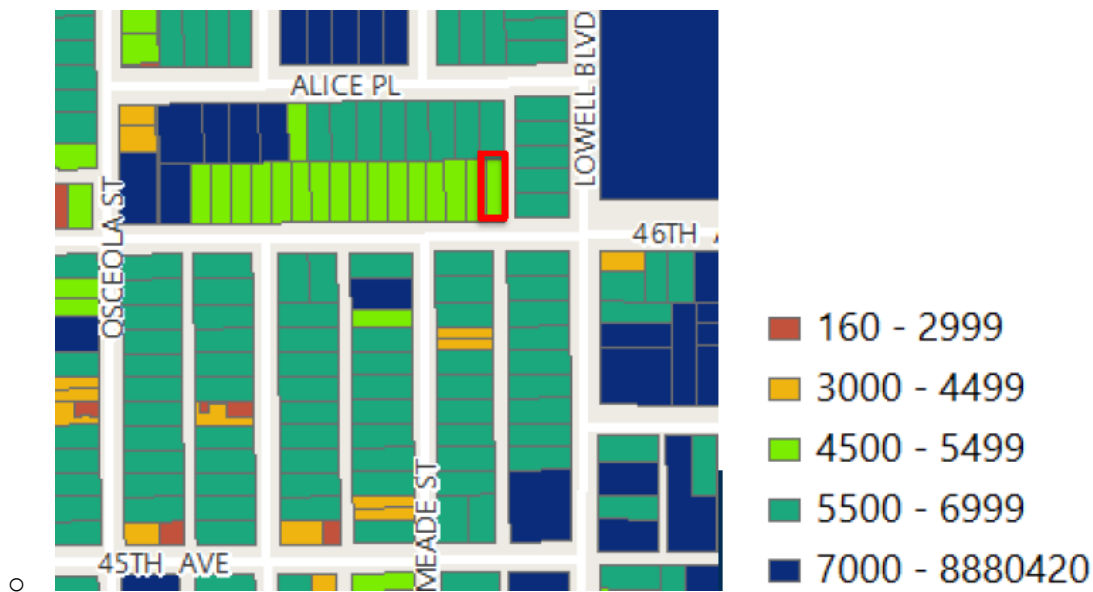 ALICE PL
LOWELL BLVD
OSCEOLA ST
46TH A
160 - 2999
3000 - 4499
4500 - 5499
5500 - 6999
7000 - 8880420
MEADE ST
45TH AVE